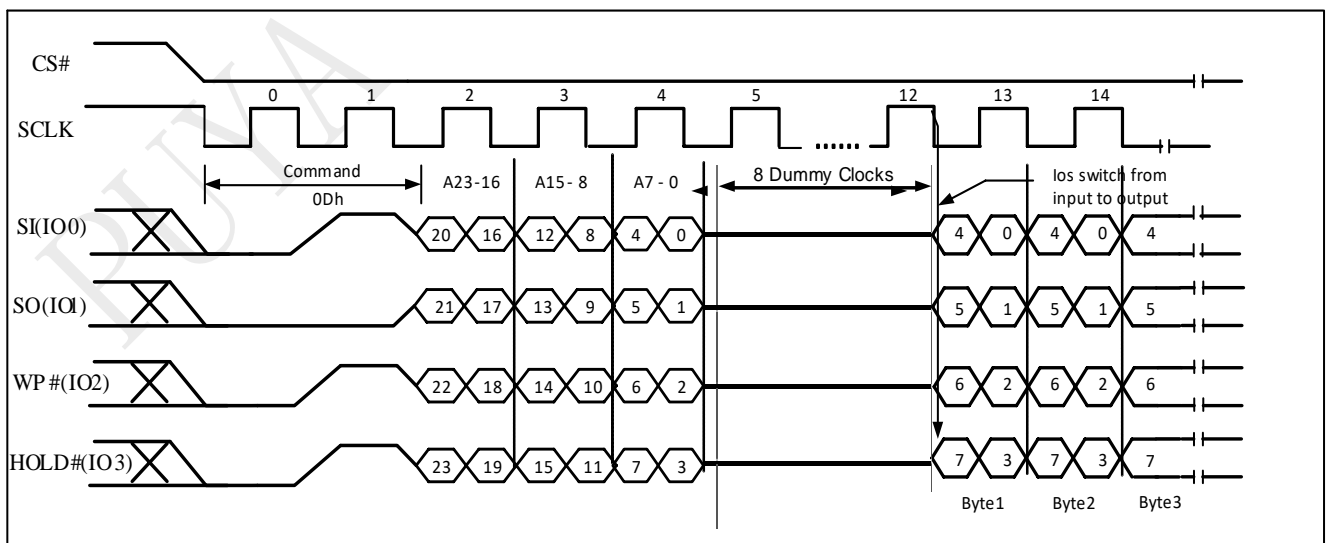 PUYA
CS#
0 1 2 3 4 5 12 13 14
SCLK
Command
0Dh
A23-16 A15-8 A7-0
8 Dummy Clocks
Ios switch from
input to output
SI(IO0) 20 16 12 8 4 0 4 0 4 0 4
SO(IO1) 21 17 13 9 5 1 5 1 5 1 5
WP#(IO2) 22 18 14 10 6 2 6 2 6 2 6
HOLD#(IO3) 23 19 15 11 7 3 7 3 7 3 7
Byte1 Byte2 Byte3